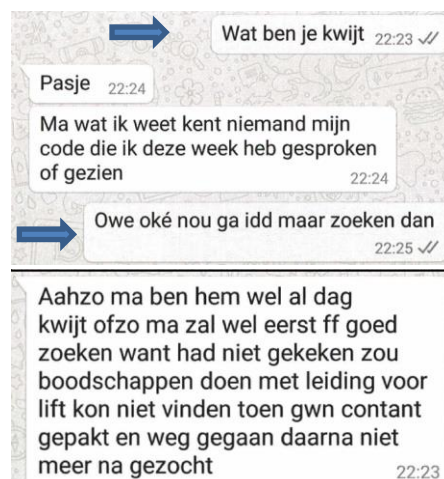 Wat ben je kwijt 22:23
Pasje 22:24
Ma wat ik weet kent niemand mijn
code die ik deze week heb gesproken
of gezien 22:24
Owe oké nou ga idd maar zoeken dan
22:25
Aahzo ma ben hem wel al dag
kwijt ofzo ma zal wel eerst ff goed
zoeken want had niet gekeken zou
boodschappen doen met leiding voor
lift kon niet vinden toen gwn contant
gepakt en weg gegaan daarna niet
meer na gezocht 22:23